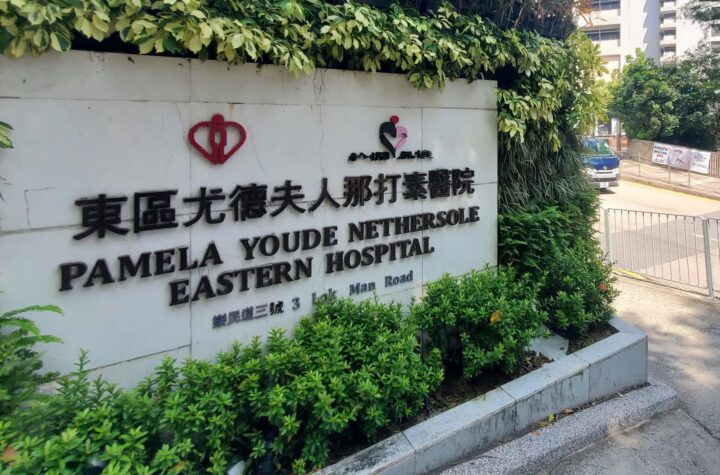 東區尤德夫人那打素醫院
PAMELA YOUDE NETHERSOLE
EASTERN HOSPITAL
樂民道三號 3 Lok Man Road